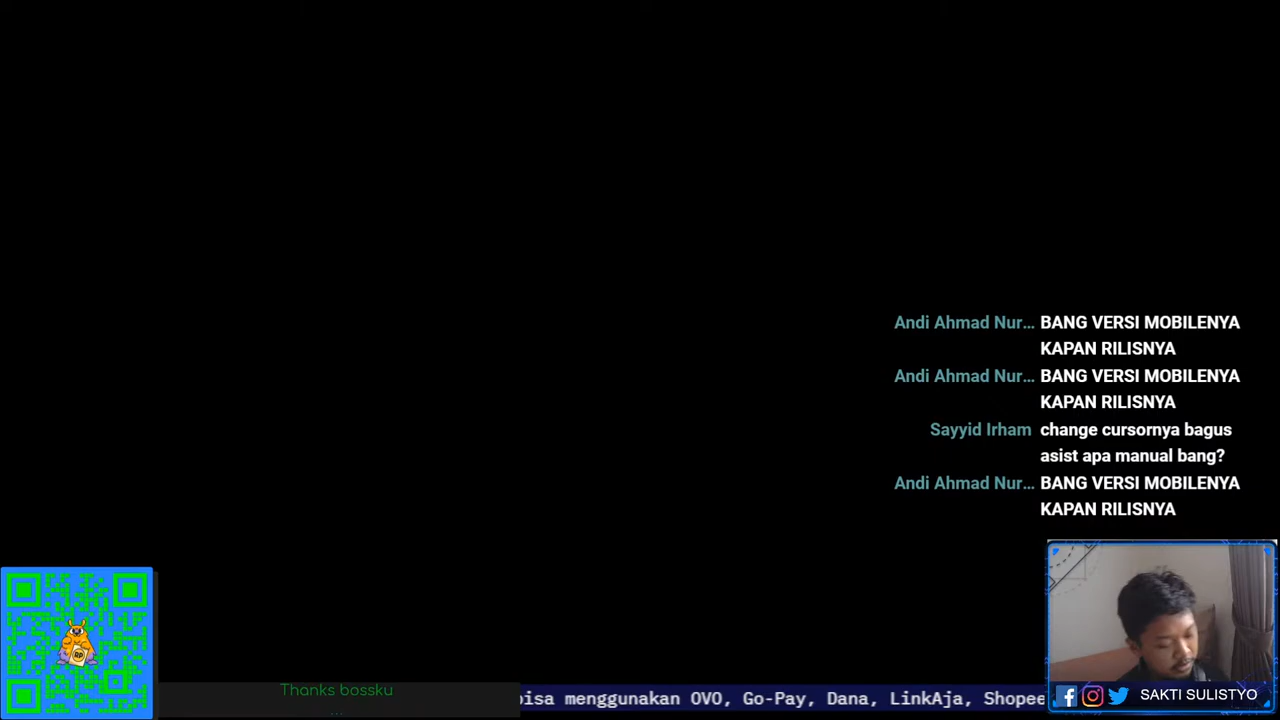 Andi Ahmad Nur... BANG VERSI MOBILENYA
KAPAN RILISNYA
Andi Ahmad Nur... BANG VERSI MOBILENYA
KAPAN RILISNYA
Sayyid Irham change cursornya bagus
asist apa manual bang?
Andi Ahmad Nur... BANG VERSI MOBILENYA
KAPAN RILISNYA
RP
Thanks bossku
...
bisa menggunakan OVO, Go-Pay, Dana, LinkAja, Shopee
SAKTI SULISTYO